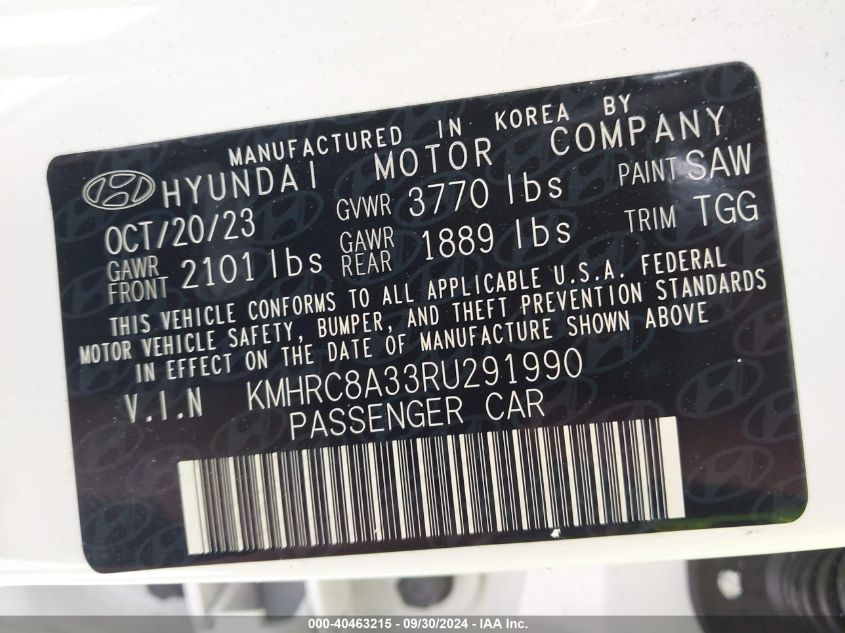 MANUFACTURED IN KOREA BY
HYUNDAI MOTOR COMPANY
OCT/20/23 GVWR 3770 lbs PAINT SAW
GAWR FRONT 2101 lbs GAWR REAR 1889 lbs TRIM TGG
THIS VEHICLE CONFORMS TO ALL APPLICABLE U.S.A. FEDERAL
MOTOR VEHICLE SAFETY, BUMPER, AND THEFT PREVENTION STANDARDS
IN EFFECT ON THE DATE OF MANUFACTURE SHOWN ABOVE
V.I.N KMHRC8A33RU291990
PASSENGER CAR
000-40463215 - 09/30/2024 - IAA Inc.